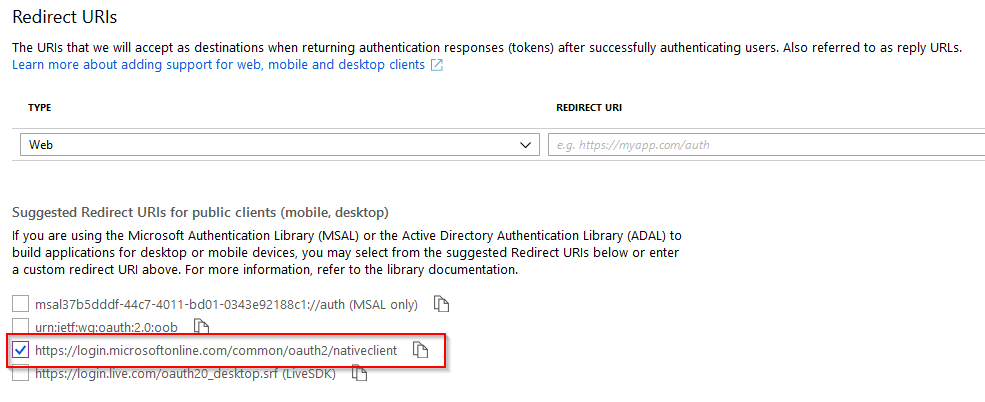 Redirect URIs
The URIs that we will accept as destinations when returning authentication responses (tokens) after successfully authenticating users. Also referred to as reply URLs.
Learn more about adding support for web, mobile and desktop clients
TYPE REDIRECT URI
Web e.g. https://myapp.com/auth
Suggested Redirect URIs for public clients (mobile, desktop)
If you are using the Microsoft Authentication Library (MSAL) or the Active Directory Authentication Library (ADAL) to
build applications for desktop or mobile devices, you may select from the suggested Redirect URIs below or enter
a custom redirect URI above. For more information, refer to the library documentation.
msal37b5dddf-44c7-4011-bd01-0343e92188c1://auth (MSAL only)
urn:ietf:wg:oauth:2.0:oob
https://login.microsoftonline.com/common/oauth2/nativeclient
https://login.live.com/oauth20_desktop.srf (LiveSDK)